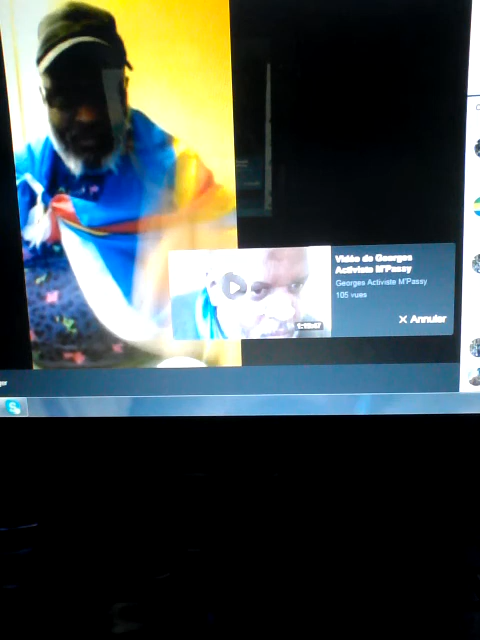 Vidéo de Georges
Activiste M'Passy
Georges Activiste M'Passy
105 vues
✕ Annuler